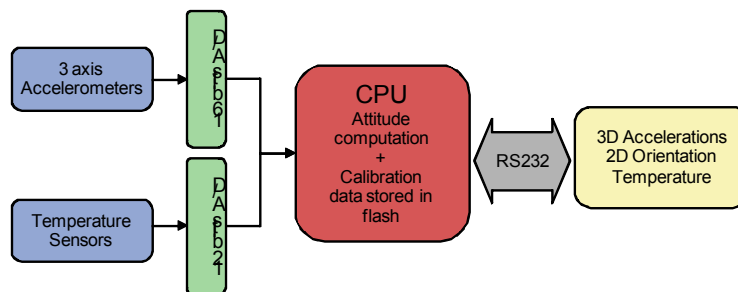 3 axis
Accelerometers
Temperature
Sensors
CPU
Attitude
computation
+
Calibration
data stored in
flash
RS232
3D Accelerations
2D Orientation
Temperature